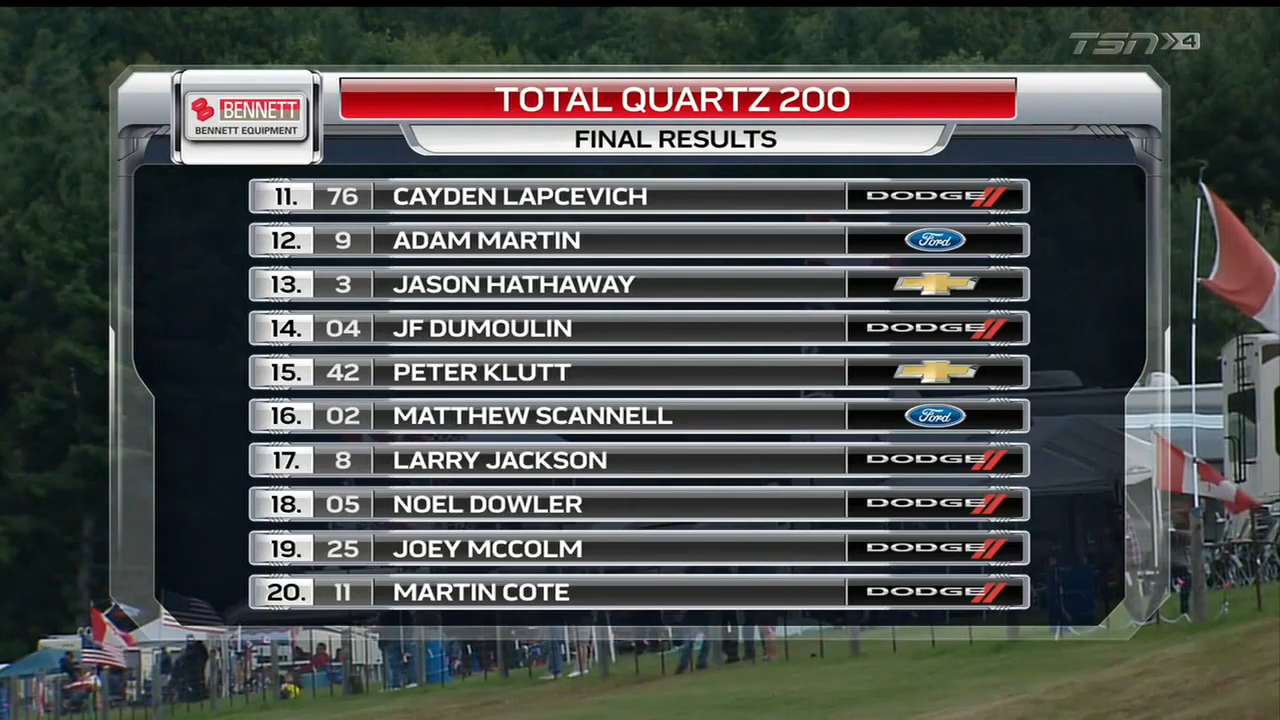 TSN 4
BENNETT
BENNETT EQUIPMENT
TOTAL QUARTZ 200
FINAL RESULTS
11. 76 CAYDEN LAPCEVICH DODGE
12. 9 ADAM MARTIN Ford
13. 3 JASON HATHAWAY
14. 04 JF DUMOULIN DODGE
15. 42 PETER KLUTT
16. 02 MATTHEW SCANNELL Ford
17. 8 LARRY JACKSON DODGE
18. 05 NOEL DOWLER DODGE
19. 25 JOEY MCCOLM DODGE
20. 11 MARTIN COTE DODGE